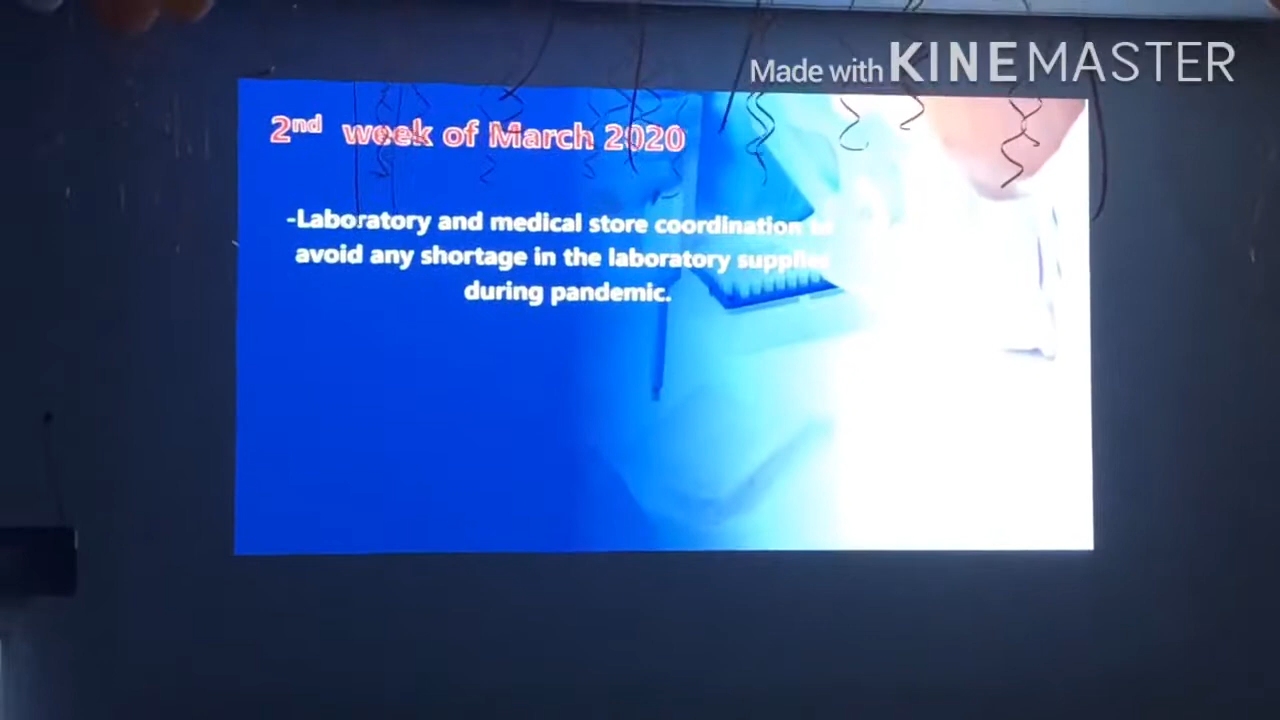 Made with KINEMASTER
2nd week of March 2020
-Laboratory and medical store coordination
avoid any shortage in the laboratory supplies
during pandemic.